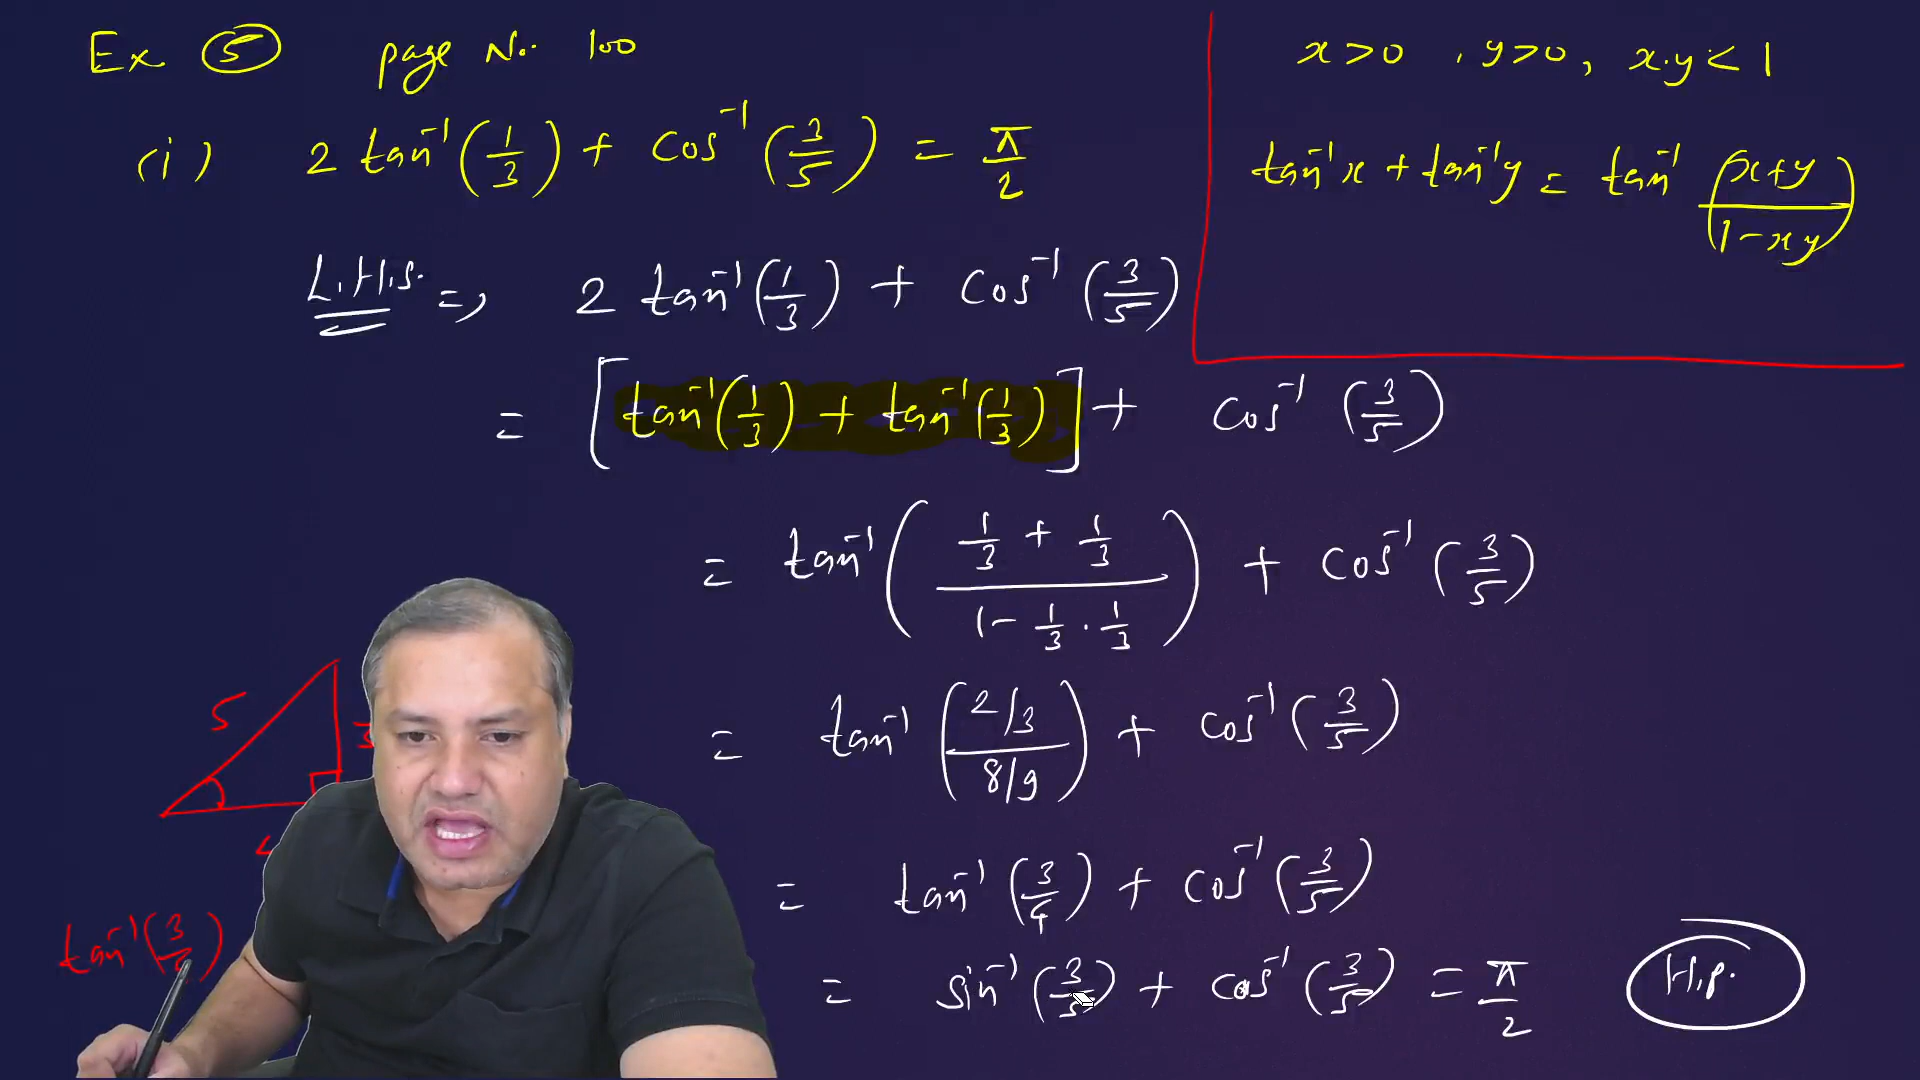 Ex ⑤ page No. 100
(i) 2 tan⁻¹(1/3) + cos⁻¹(3/5) = π/2
x>0 , y>0, x.y<1
tan⁻¹x + tan⁻¹y = tan⁻¹(x+y/1-xy)
L.H.S. =, 2 tan⁻¹(1/3) + cos⁻¹(3/5)
= [tan⁻¹(1/3) + tan⁻¹(1/3)] + cos⁻¹(3/5)
= tan⁻¹(1/3 + 1/3 / 1 - 1/3 . 1/3) + cos⁻¹(3/5)
= tan⁻¹(2/3 / 8/9) + cos⁻¹(3/5)
= tan⁻¹(3/4) + cos⁻¹(3/5)
= sin⁻¹(3/5) + cos⁻¹(3/5) = π/2
H.p.
5
tan⁻¹(3/